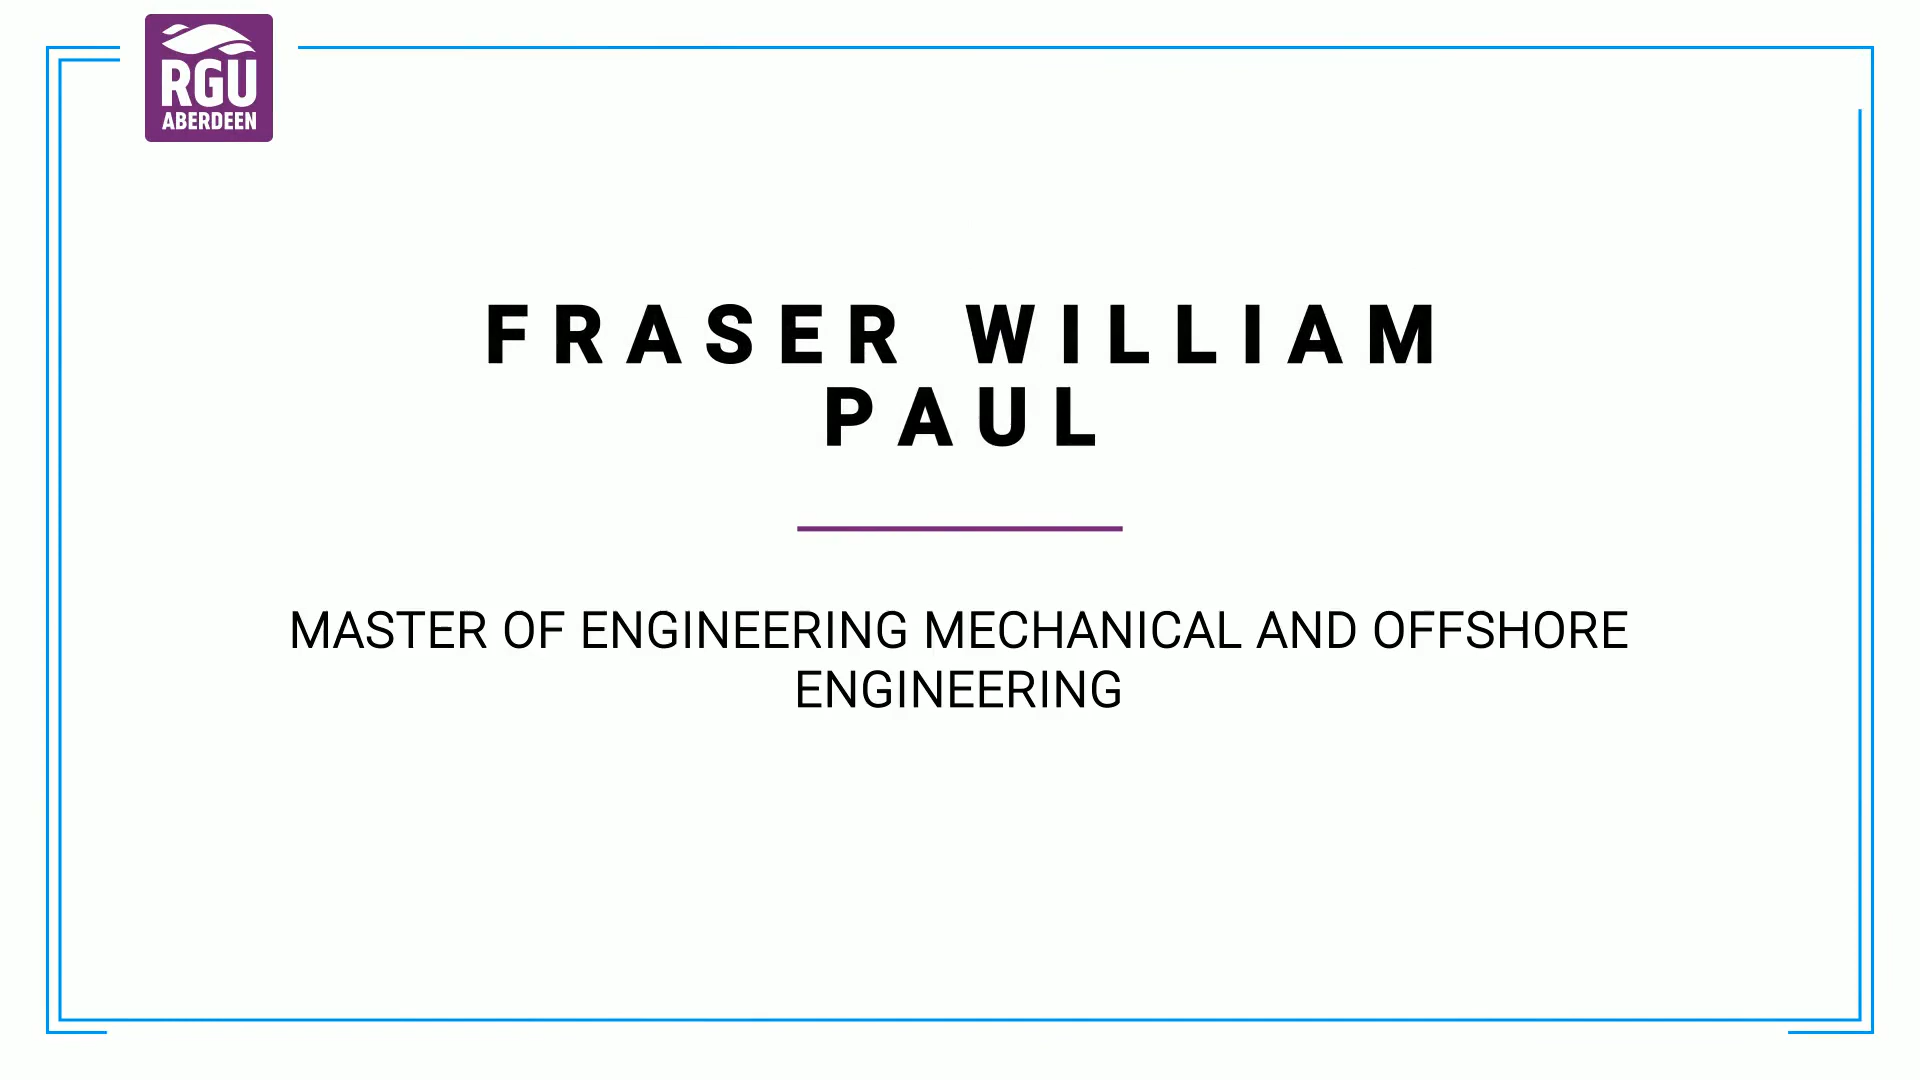 RGU
ABERDEEN
FRASER WILLIAM
PAUL
MASTER OF ENGINEERING MECHANICAL AND OFFSHORE
ENGINEERING